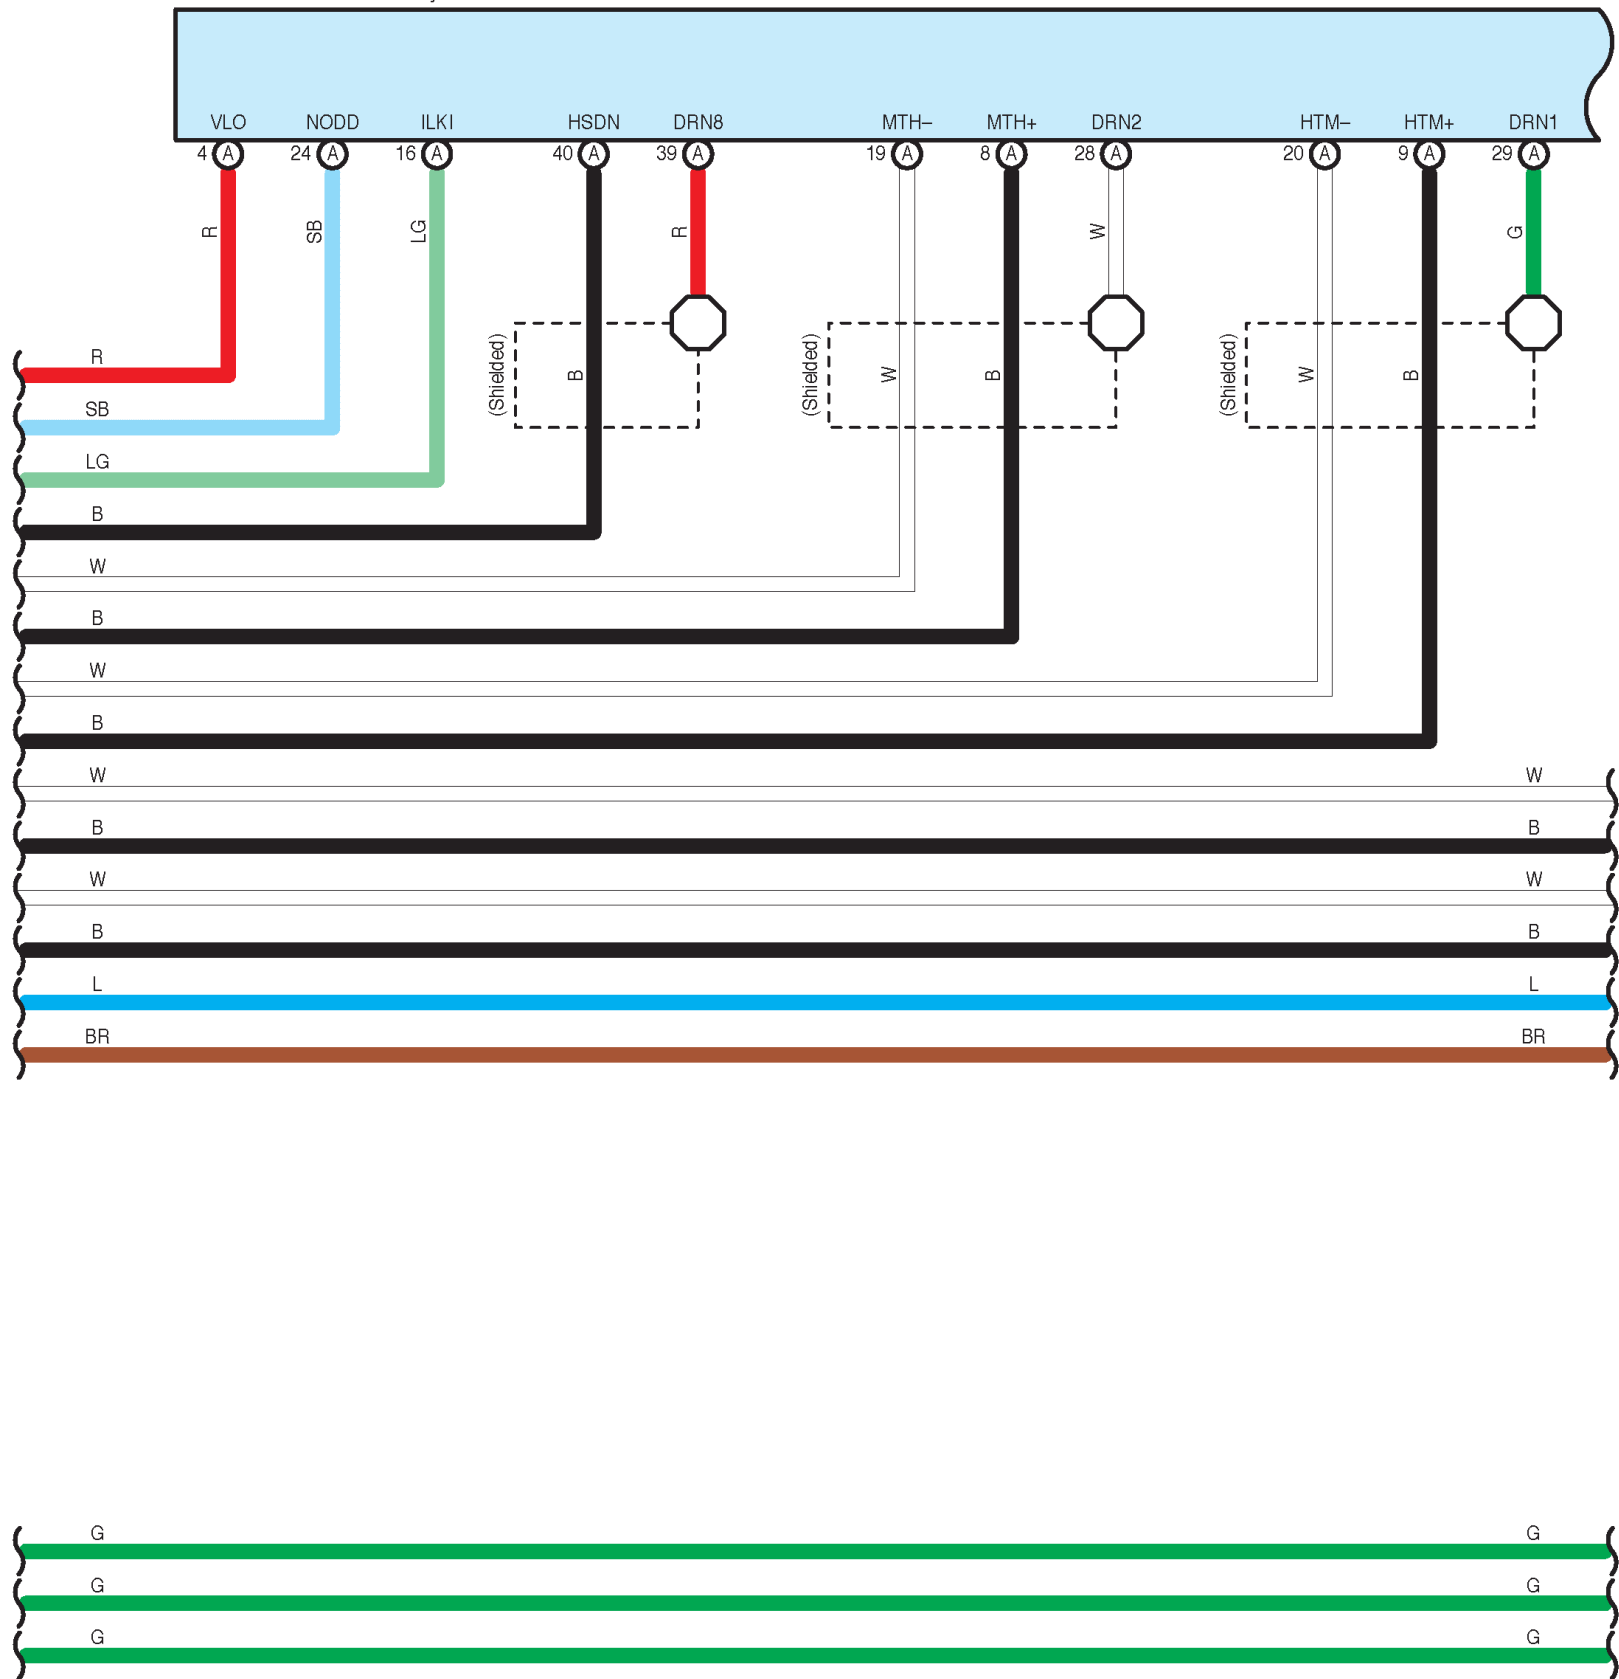 VLO NODD ILKI HSDN DRN8 MTH– MTH+ DRN2 HTM– HTM+ DRN1
4 A 24 A 16 A 40 A 39 A 19 A 8 A 28 A 20 A 9 A 29 A
R SB LG R W G
(Shielded) B (Shielded) W B (Shielded) W B
R
SB
LG
B
W
B
W
B
W W
B B
W W
B B
L L
BR BR
G G
G G
G G